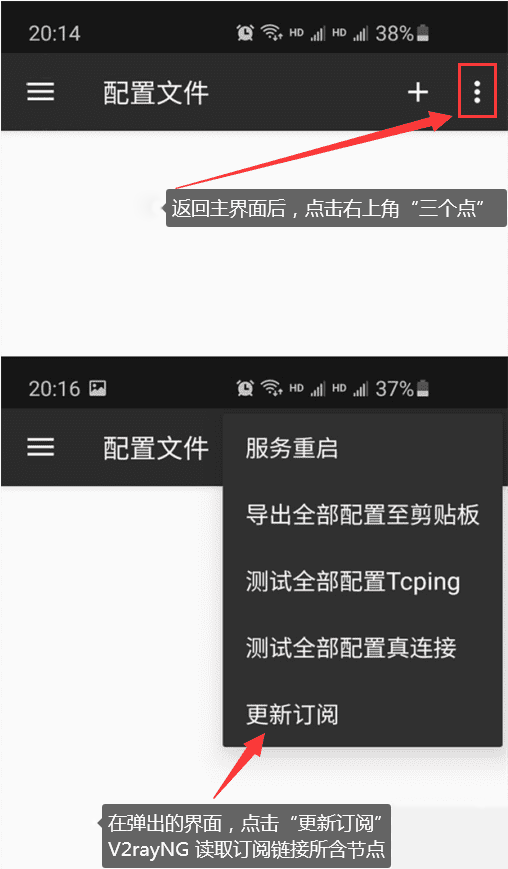 20:14 HD HD 38%
配置文件
返回主界面后，点击右上角“三个点”
20:16 HD HD 37%
配置文件
服务重启
导出全部配置至剪贴板
测试全部配置Tcping
测试全部配置真连接
更新订阅
在弹出的界面，点击“更新订阅”
V2rayNG 读取订阅链接所含节点